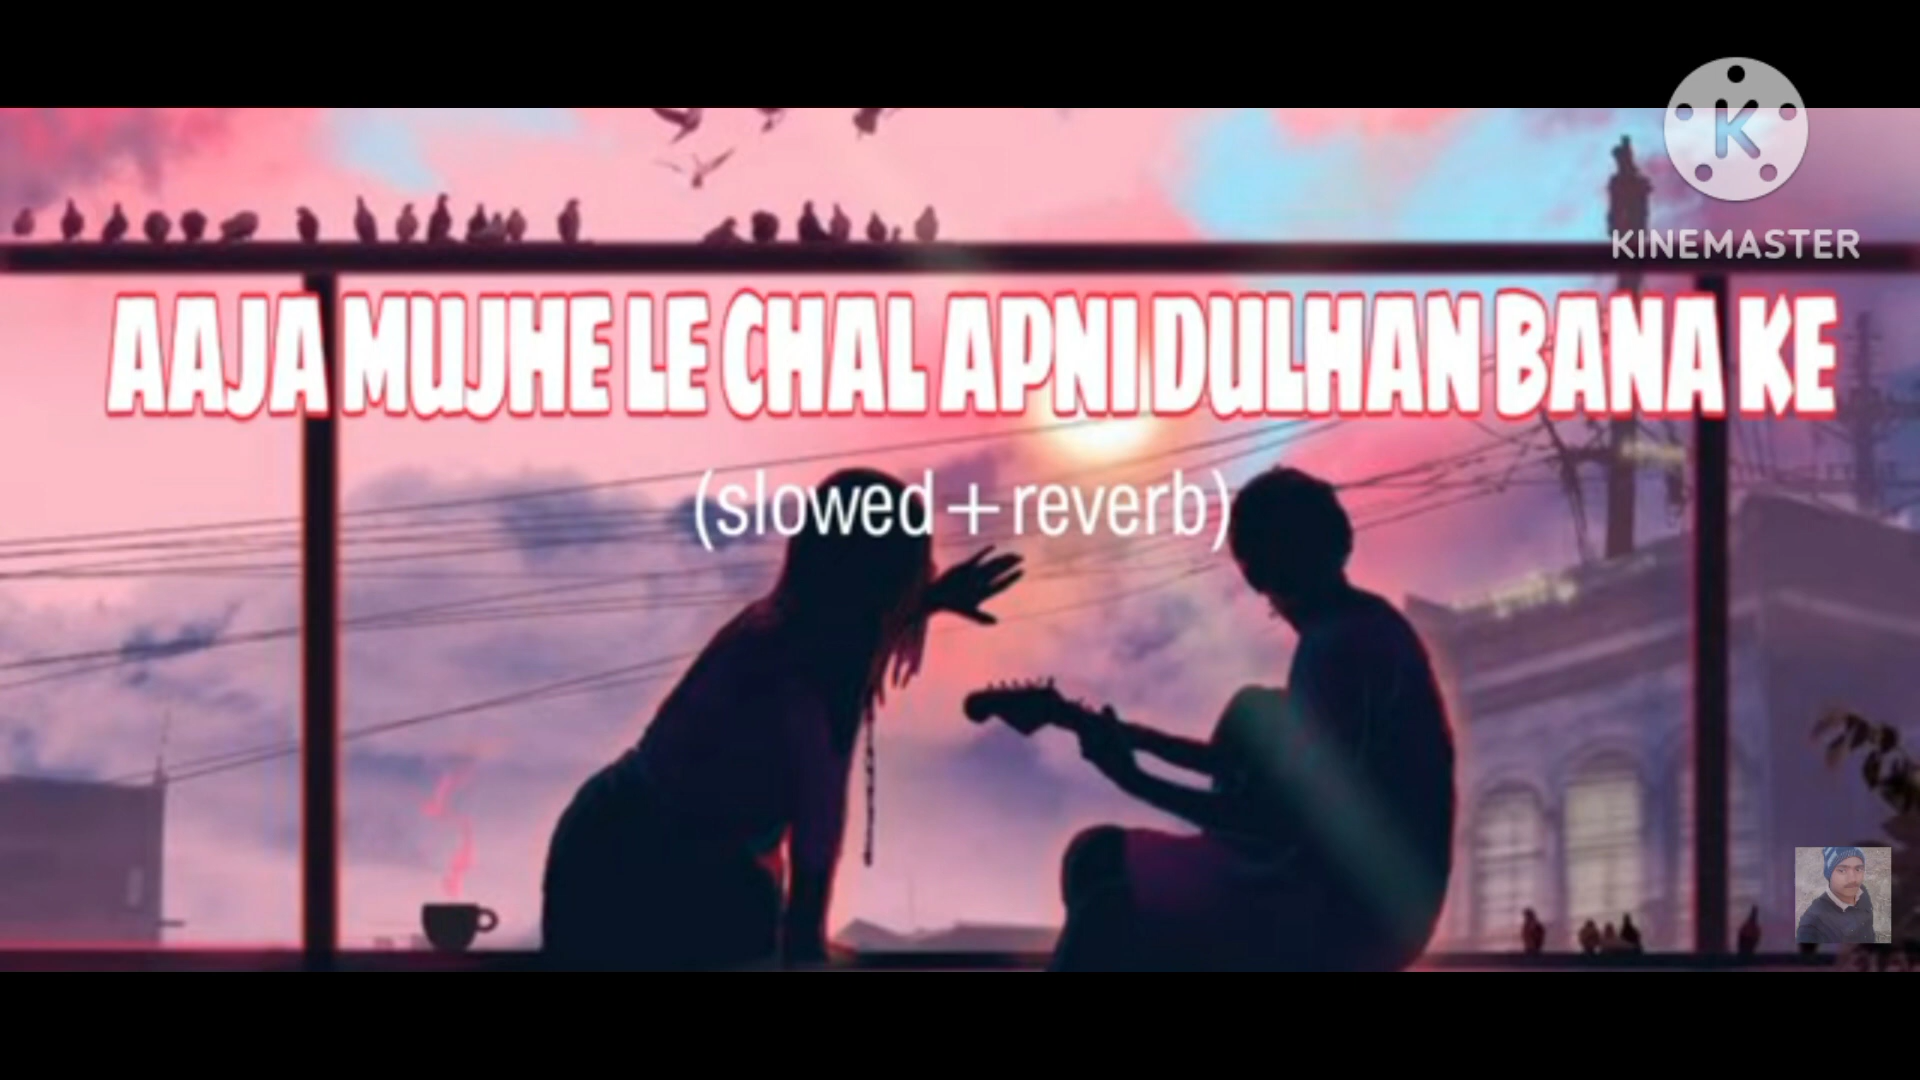 K
KINEMASTER
AAJA MUJHE LE CHAL APNI DULHAN BANA KE
(slowed + reverb)